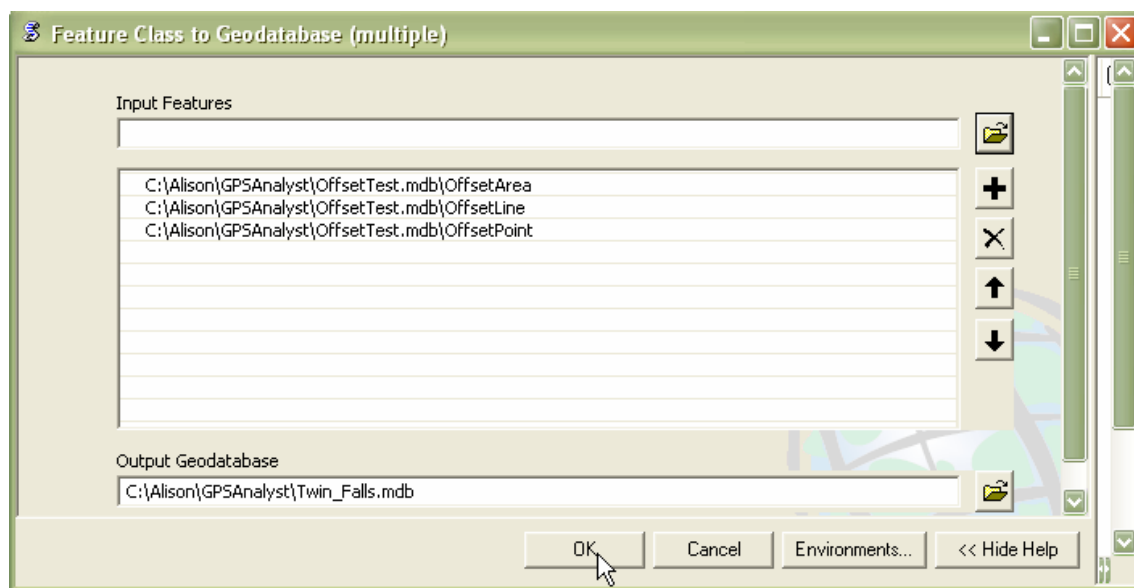 Feature Class to Geodatabase (multiple)
Input Features
C:\Alison\GPSAnalyst\OffsetTest.mdb\OffsetArea
C:\Alison\GPSAnalyst\OffsetTest.mdb\OffsetLine
C:\Alison\GPSAnalyst\OffsetTest.mdb\OffsetPoint
Output Geodatabase
C:\Alison\GPSAnalyst\Twin_Falls.mdb
OK Cancel Environments... << Hide Help